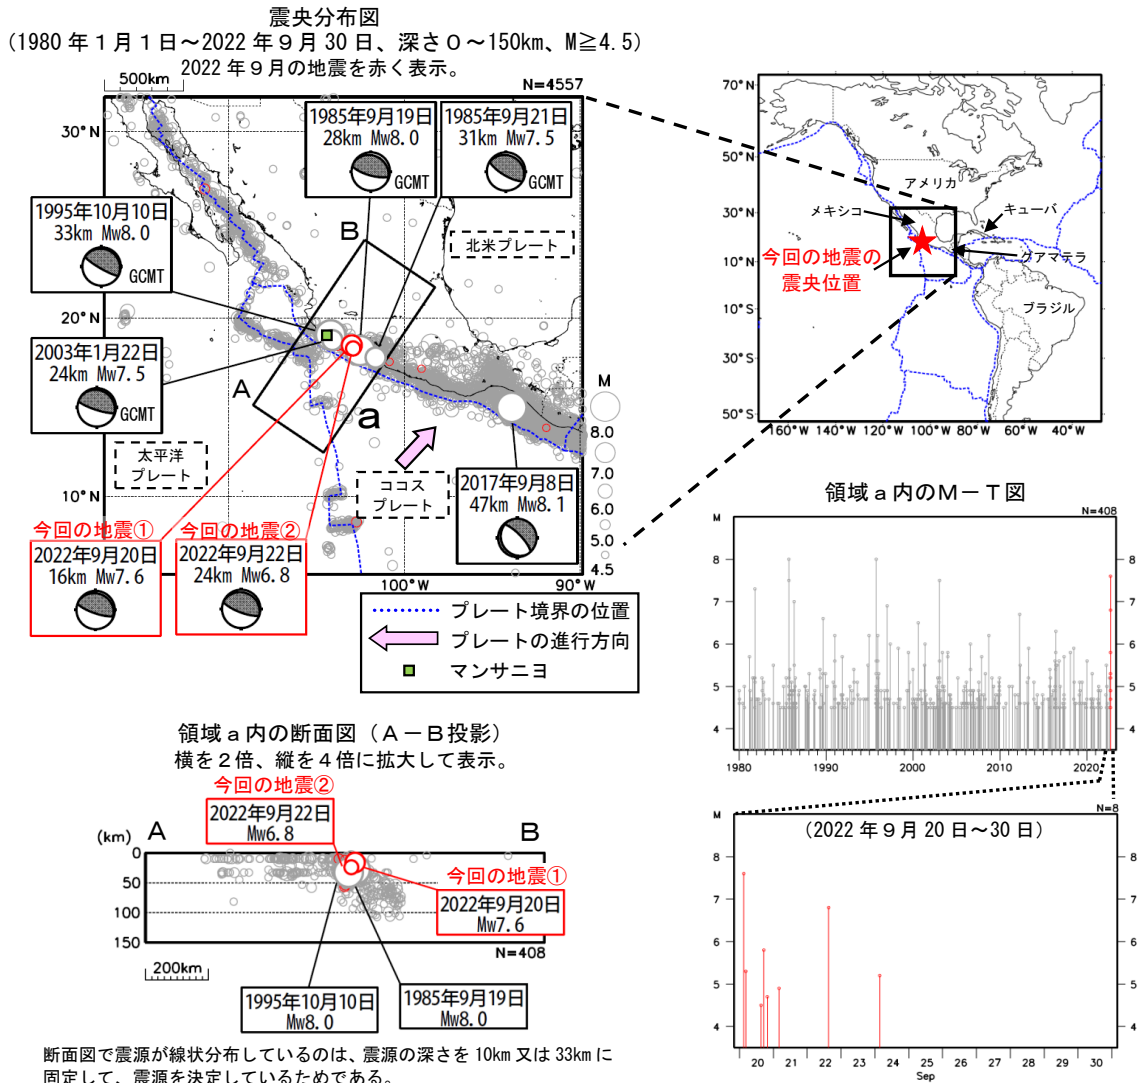 震央分布図
(1980年1月1日～2022年9月30日、深さ0～150km、M≧4.5)
2022年9月の地震を赤く表示。
500km
N=4557
30°N
20°N
10°N
100°W
90°W
1985年9月19日
28km Mw8.0
GCMT
1985年9月21日
31km Mw7.5
GCMT
1995年10月10日
33km Mw8.0
GCMT
2003年1月22日
24km Mw7.5
GCMT
B
A
a
北米プレート
太平洋
プレート
ココス
プレート
2017年9月8日
47km Mw8.1
今回の地震①
2022年9月20日
16km Mw7.6
今回の地震②
2022年9月22日
24km Mw6.8
M
8.0
7.0
6.0
5.0
4.5
プレート境界の位置
プレートの進行方向
マンサニヨ
70°N
50°N
30°N
10°N
10°S
30°S
50°S
160°W
140°W
120°W
100°W
80°W
60°W
40°W
アメリカ
メキシコ
キューバ
今回の地震の
震央位置
グアマテラ
ブラジル
領域a内のM－T図
M
N=408
8
7
6
5
4
8
7
6
5
4
1980
1990
2000
2010
2020
領域a内の断面図（A－B投影）
横を2倍、縦を4倍に拡大して表示。
今回の地震②
2022年9月22日
Mw6.8
(km)
A
B
0
50
100
150
今回の地震①
2022年9月20日
Mw7.6
N=408
200km
1995年10月10日
Mw8.0
1985年9月19日
Mw8.0
M
N=8
(2022年9月20日～30日)
8
7
6
5
4
8
7
6
5
4
20
21
22
23
24
25
26
27
28
29
30
Sep
断面図で震源が線状分布しているのは、震源の深さを10km又は33kmに
固定して、震源を決定しているためである。